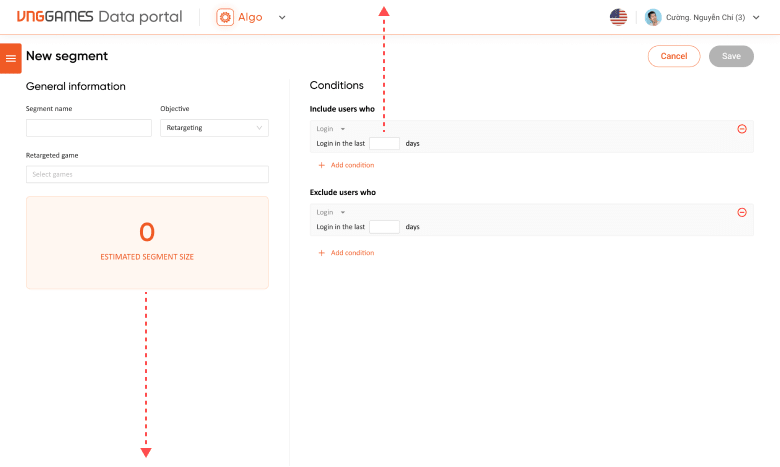 VNGGAMES Data portal
Algo
Cường. Nguyễn Chí (3)
New segment
Cancel
Save
General information
Segment name
Objective
Retargeting
Retargeted game
Select games
0
ESTIMATED SEGMENT SIZE
Conditions
Include users who
Login
Login in the last days
+ Add condition
Exclude users who
Login
Login in the last days
+ Add condition